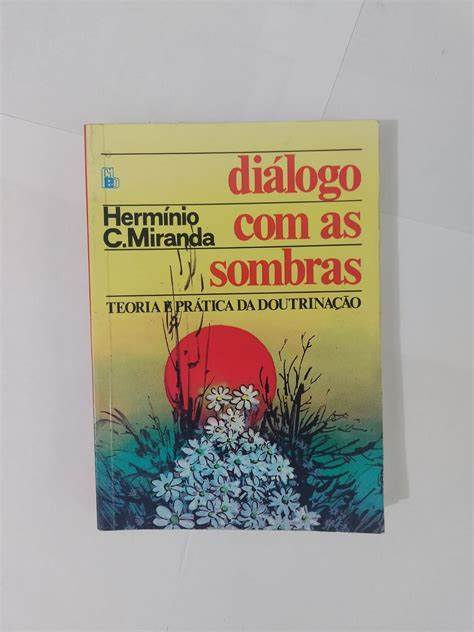 diálogo
Hermínio
com as
C.Miranda
sombras
TEORIA E PRÁTICA DA DOUTRINAÇÃO